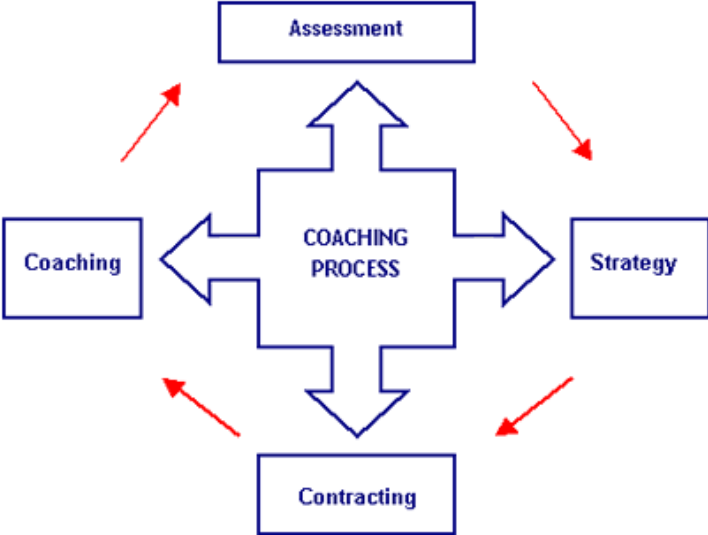 Assessment
Coaching
COACHING
PROCESS
Strategy
Contracting